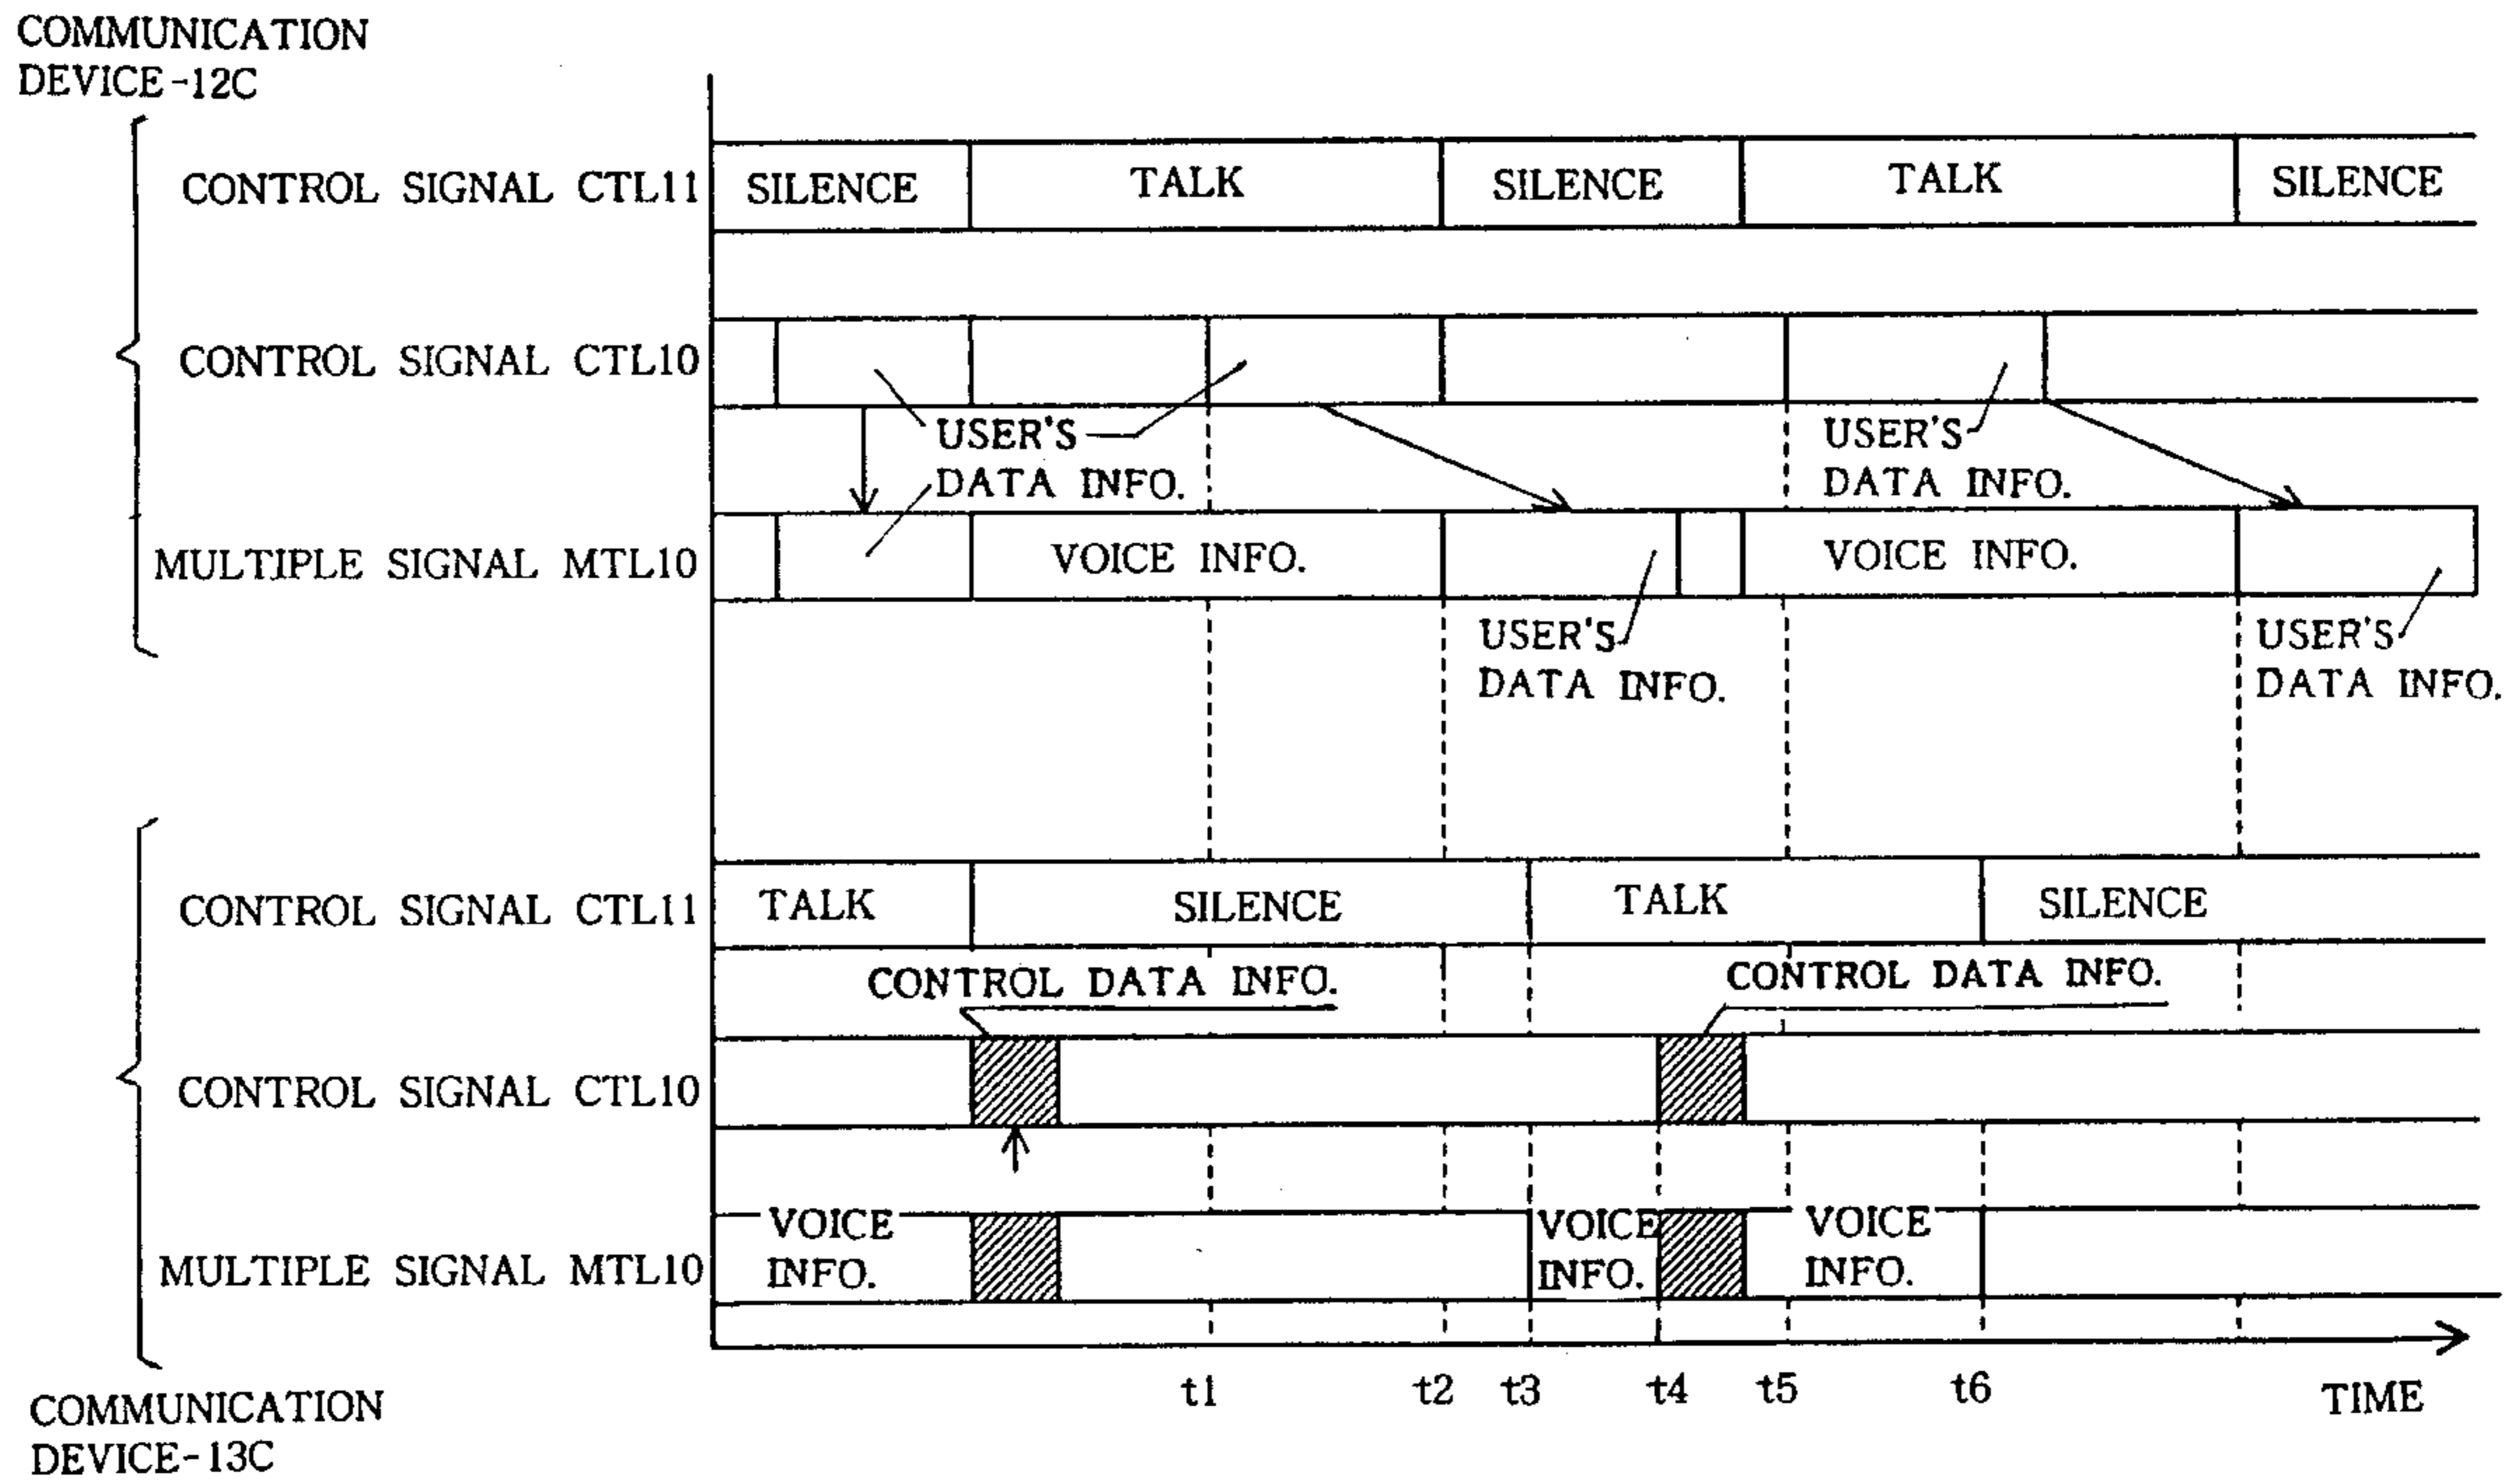 COMMUNICATION
DEVICE-12C
CONTROL SIGNAL CTL11
SILENCE
TALK
SILENCE
TALK
SILENCE
CONTROL SIGNAL CTL10
USER'S
DATA INFO.
USER'S
DATA INFO.
MULTIPLE SIGNAL MTL10
VOICE INFO.
VOICE INFO.
USER'S
DATA INFO.
USER'S
DATA INFO.
CONTROL SIGNAL CTL11
TALK
SILENCE
TALK
SILENCE
CONTROL DATA INFO.
CONTROL DATA INFO.
CONTROL SIGNAL CTL10
MULTIPLE SIGNAL MTL10
VOICE
INFO.
VOICE
INFO.
VOICE
INFO.
t1
t2
t3
t4
t5
t6
TIME
COMMUNICATION
DEVICE-13C